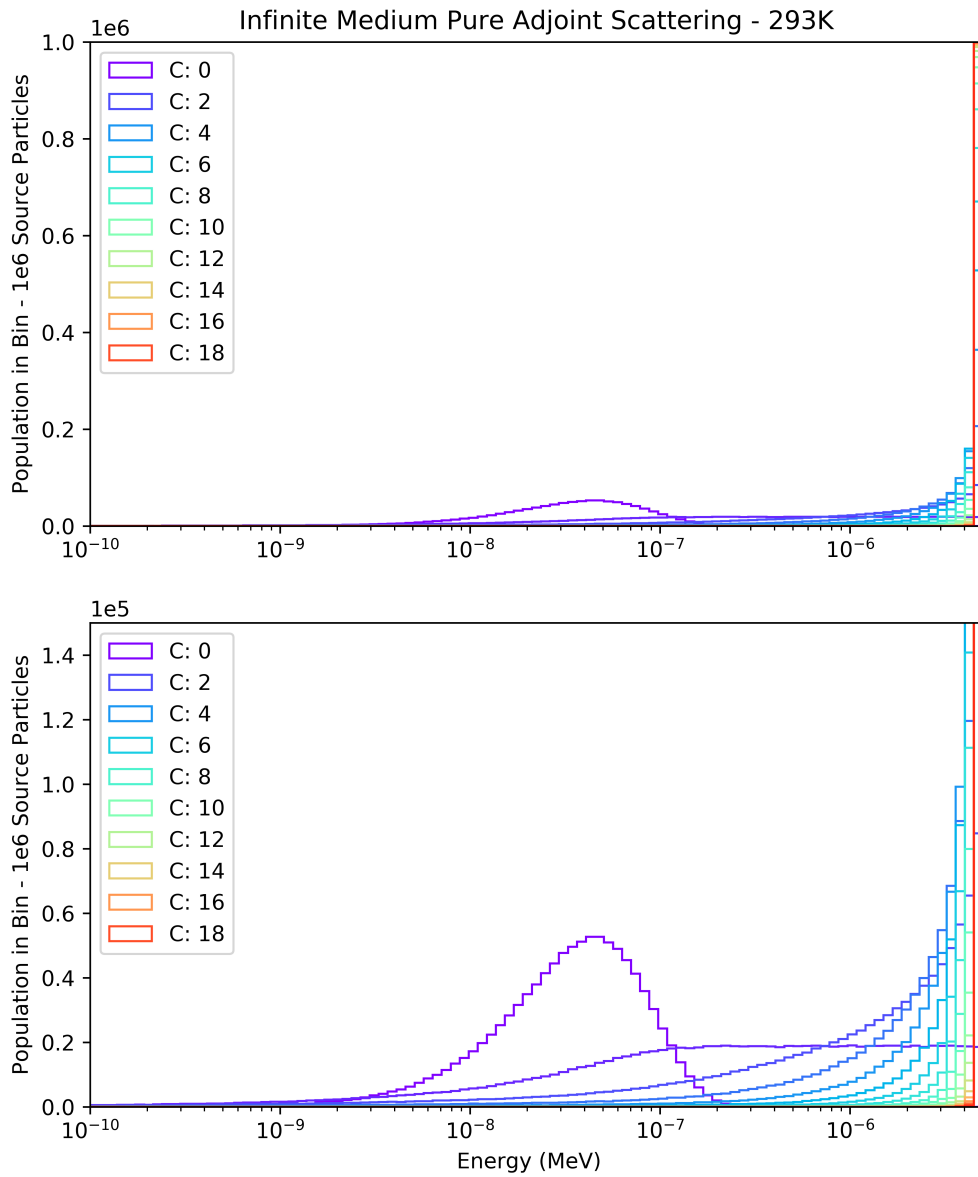 Infinite Medium Pure Adjoint Scattering - 293K
1e6
Population in Bin - 1e6 Source Particles
1.0
0.8
0.6
0.4
0.2
0.0
C: 0
C: 2
C: 4
C: 6
C: 8
C: 10
C: 12
C: 14
C: 16
C: 18
10⁻¹⁰ 10⁻⁹ 10⁻⁸ 10⁻⁷ 10⁻⁶
1e5
Population in Bin - 1e6 Source Particles
1.4
1.2
1.0
0.8
0.6
0.4
0.2
0.0
C: 0
C: 2
C: 4
C: 6
C: 8
C: 10
C: 12
C: 14
C: 16
C: 18
10⁻¹⁰ 10⁻⁹ 10⁻⁸ 10⁻⁷ 10⁻⁶
Energy (MeV)